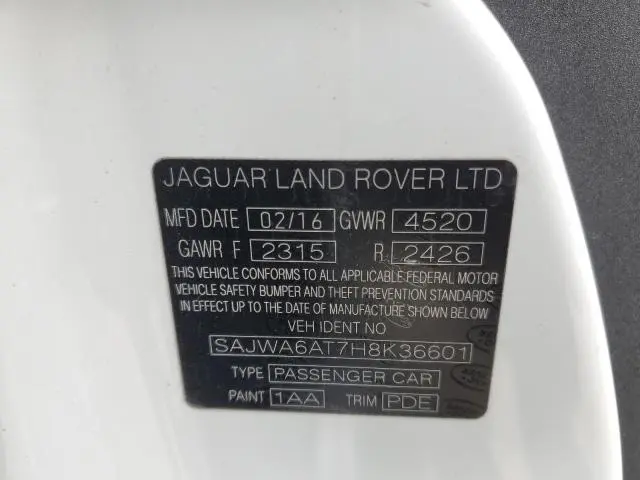 JAGUAR LAND ROVER LTD
MFD DATE 02/16 GVWR 4520
GAWR F 2315 R 2426
THIS VEHICLE CONFORMS TO ALL APPLICABLE FEDERAL MOTOR
VEHICLE SAFETY BUMPER AND THEFT PREVENTION STANDARDS
IN EFFECT UP TO THE DATE OF MANUFACTURE SHOWN ABOVE
VEH IDENT NO
SAJWA6AT7H8K36601
TYPE PASSENGER CAR
PAINT 1AA TRIM PDE